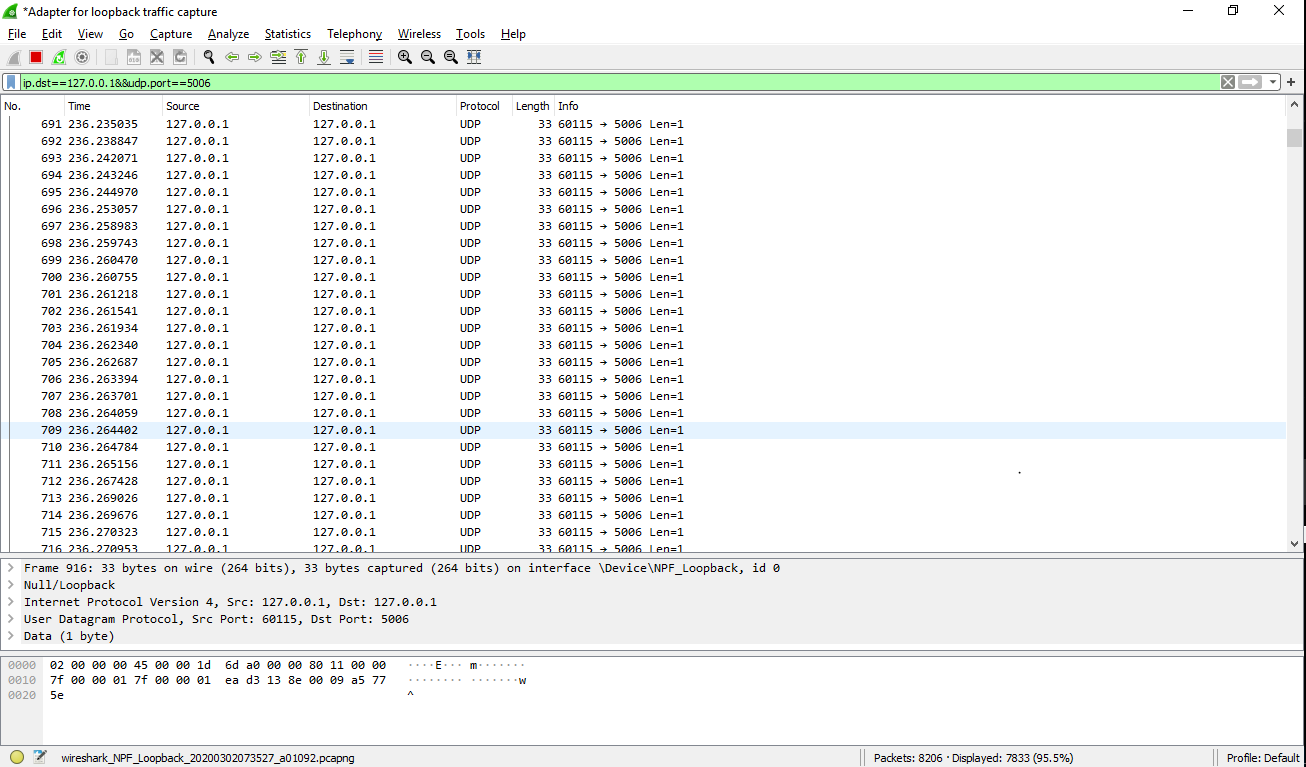 *Adapter for loopback traffic capture
File Edit View Go Capture Analyze Statistics Telephony Wireless Tools Help
ip.dst==127.0.0.1&&udp.port==5006
No. Time Source Destination Protocol Length Info
691 236.235035 127.0.0.1 127.0.0.1 UDP 33 60115 → 5006 Len=1
692 236.238847 127.0.0.1 127.0.0.1 UDP 33 60115 → 5006 Len=1
693 236.242071 127.0.0.1 127.0.0.1 UDP 33 60115 → 5006 Len=1
694 236.243246 127.0.0.1 127.0.0.1 UDP 33 60115 → 5006 Len=1
695 236.244970 127.0.0.1 127.0.0.1 UDP 33 60115 → 5006 Len=1
696 236.253057 127.0.0.1 127.0.0.1 UDP 33 60115 → 5006 Len=1
697 236.258983 127.0.0.1 127.0.0.1 UDP 33 60115 → 5006 Len=1
698 236.259743 127.0.0.1 127.0.0.1 UDP 33 60115 → 5006 Len=1
699 236.260470 127.0.0.1 127.0.0.1 UDP 33 60115 → 5006 Len=1
700 236.260755 127.0.0.1 127.0.0.1 UDP 33 60115 → 5006 Len=1
701 236.261218 127.0.0.1 127.0.0.1 UDP 33 60115 → 5006 Len=1
702 236.261541 127.0.0.1 127.0.0.1 UDP 33 60115 → 5006 Len=1
703 236.261934 127.0.0.1 127.0.0.1 UDP 33 60115 → 5006 Len=1
704 236.262340 127.0.0.1 127.0.0.1 UDP 33 60115 → 5006 Len=1
705 236.262687 127.0.0.1 127.0.0.1 UDP 33 60115 → 5006 Len=1
706 236.263394 127.0.0.1 127.0.0.1 UDP 33 60115 → 5006 Len=1
707 236.263701 127.0.0.1 127.0.0.1 UDP 33 60115 → 5006 Len=1
708 236.264059 127.0.0.1 127.0.0.1 UDP 33 60115 → 5006 Len=1
709 236.264402 127.0.0.1 127.0.0.1 UDP 33 60115 → 5006 Len=1
710 236.264784 127.0.0.1 127.0.0.1 UDP 33 60115 → 5006 Len=1
711 236.265156 127.0.0.1 127.0.0.1 UDP 33 60115 → 5006 Len=1
712 236.267428 127.0.0.1 127.0.0.1 UDP 33 60115 → 5006 Len=1
713 236.269026 127.0.0.1 127.0.0.1 UDP 33 60115 → 5006 Len=1
714 236.269676 127.0.0.1 127.0.0.1 UDP 33 60115 → 5006 Len=1
715 236.270323 127.0.0.1 127.0.0.1 UDP 33 60115 → 5006 Len=1
716 236.270953 127.0.0.1 127.0.0.1 UDP 33 60115 → 5006 Len=1
Frame 916: 33 bytes on wire (264 bits), 33 bytes captured (264 bits) on interface \Device\NPF_Loopback, id 0
Null/Loopback
Internet Protocol Version 4, Src: 127.0.0.1, Dst: 127.0.0.1
User Datagram Protocol, Src Port: 60115, Dst Port: 5006
Data (1 byte)
0000 02 00 00 00 45 00 00 1d 6d a0 00 00 80 11 00 00 ····E··· m·······
0010 7f 00 00 01 7f 00 00 01 ea d3 13 8e 00 09 a5 77 ········ ·······w
0020 5e ^
wireshark_NPF_Loopback_20200302073527_a01092.pcapng Packets: 8206 · Displayed: 7833 (95.5%) Profile: Default